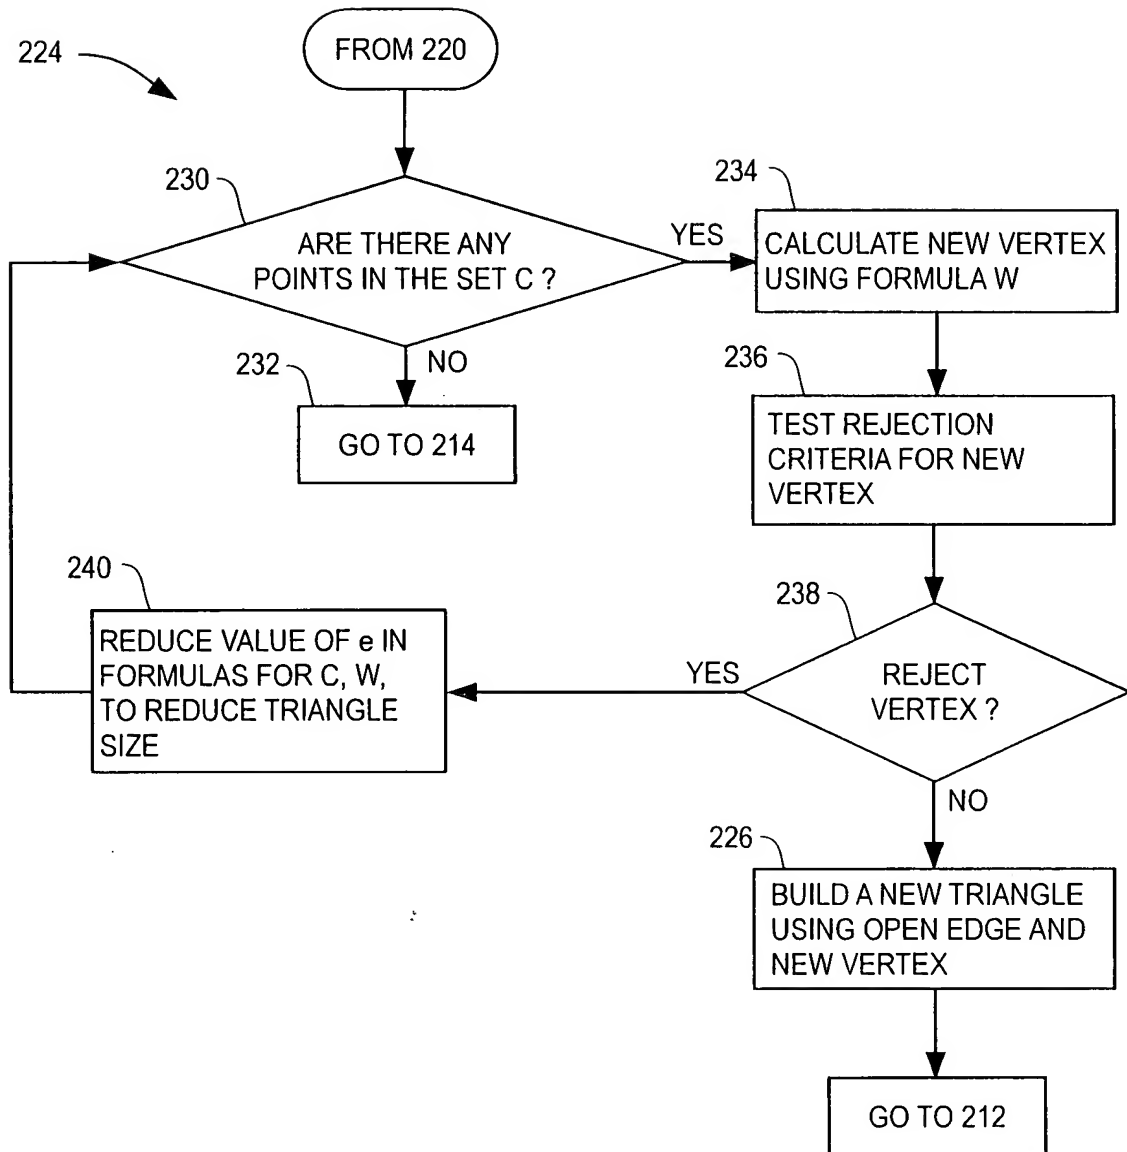 224
FROM 220
230
ARE THERE ANY
POINTS IN THE SET C ?
YES
234
CALCULATE NEW VERTEX
USING FORMULA W
NO
232
GO TO 214
236
TEST REJECTION
CRITERIA FOR NEW
VERTEX
240
REDUCE VALUE OF e IN
FORMULAS FOR C, W,
TO REDUCE TRIANGLE
SIZE
238
REJECT
VERTEX ?
YES
NO
226
BUILD A NEW TRIANGLE
USING OPEN EDGE AND
NEW VERTEX
GO TO 212